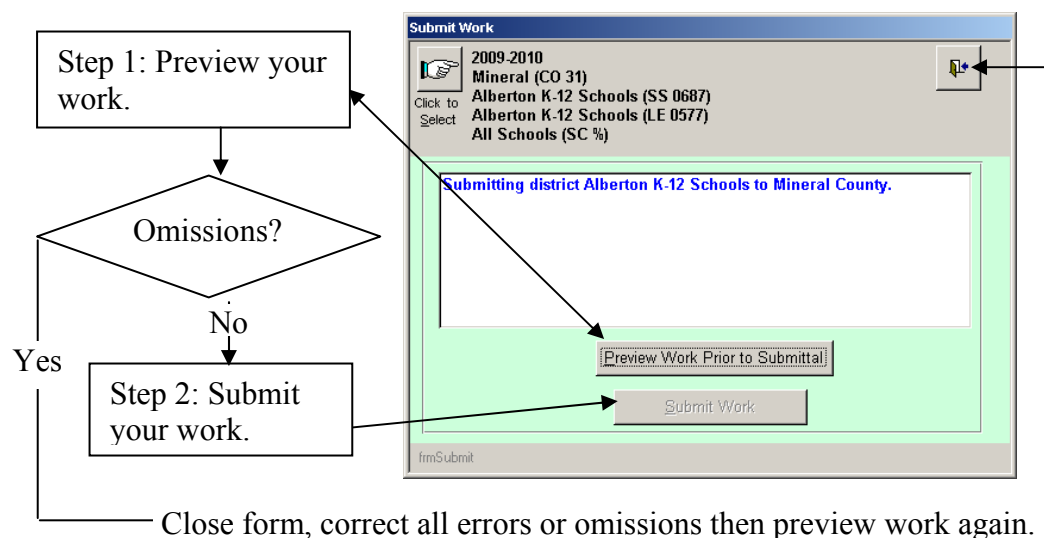 Step 1: Preview your
work.
Omissions?
No
Yes
Step 2: Submit
your work.
Submit Work
2009-2010
Mineral (CO 31)
Alberton K-12 Schools (SS 0687)
Alberton K-12 Schools (LE 0577)
All Schools (SC %)
Click to
Select
Submitting district Alberton K-12 Schools to Mineral County.
Preview Work Prior to Submittal
Submit Work
frmSubmit
Close form, correct all errors or omissions then preview work again.